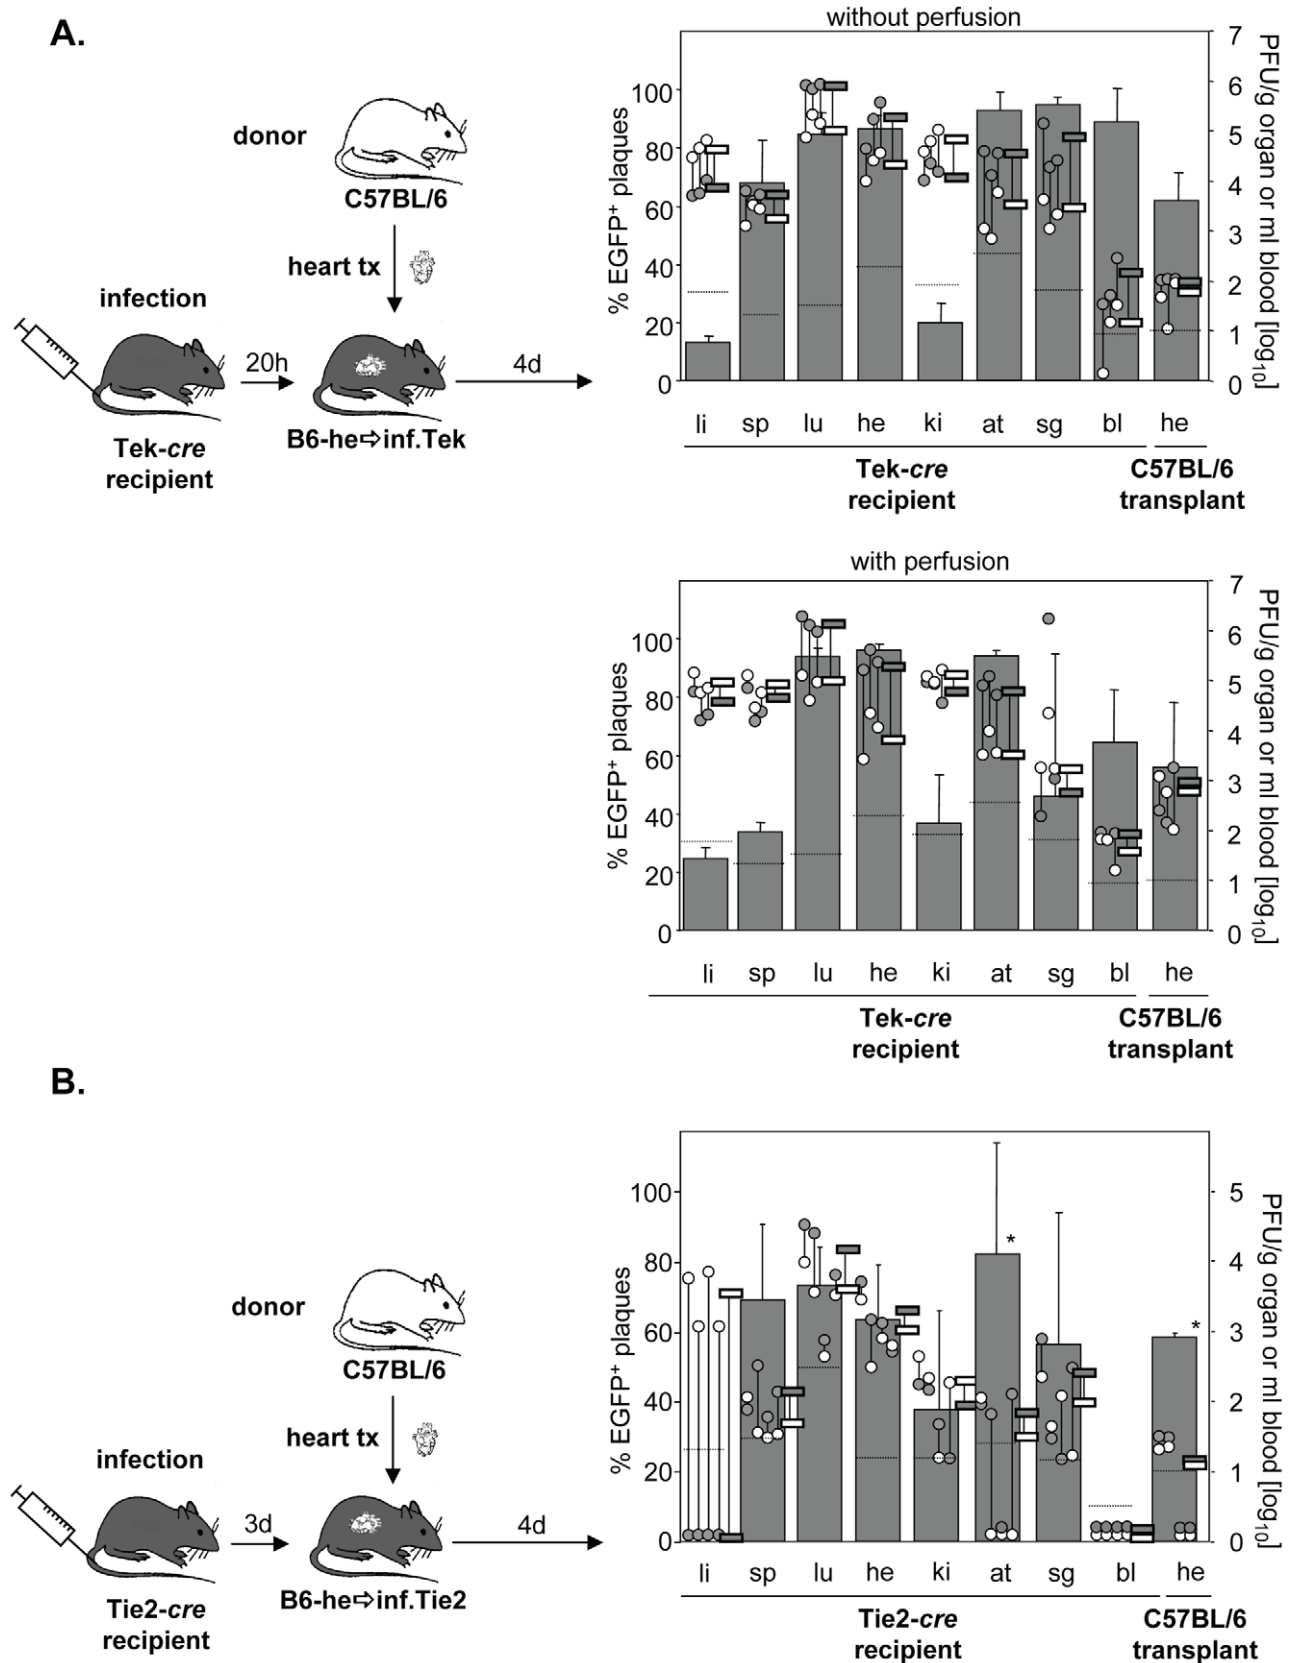 A.
donor
C57BL/6
heart tx
infection
20h
4d
Tek-cre
recipient
B6-he⇨inf.Tek
without perfusion
% EGFP+ plaques
100
80
60
40
20
0
7
6
5
4
3
2
1
0
PFU/g organ or ml blood [log10]
li sp lu he ki at sg bl he
Tek-cre
recipient
C57BL/6
transplant
with perfusion
% EGFP+ plaques
100
80
60
40
20
0
7
6
5
4
3
2
1
0
PFU/g organ or ml blood [log10]
li sp lu he ki at sg bl he
Tek-cre
recipient
C57BL/6
transplant
B.
donor
C57BL/6
heart tx
infection
3d
4d
Tie2-cre
recipient
B6-he⇨inf.Tie2
% EGFP+ plaques
100
80
60
40
20
0
*
*
5
4
3
2
1
0
PFU/g organ or ml blood [log10]
li sp lu he ki at sg bl he
Tie2-cre
recipient
C57BL/6
transplant